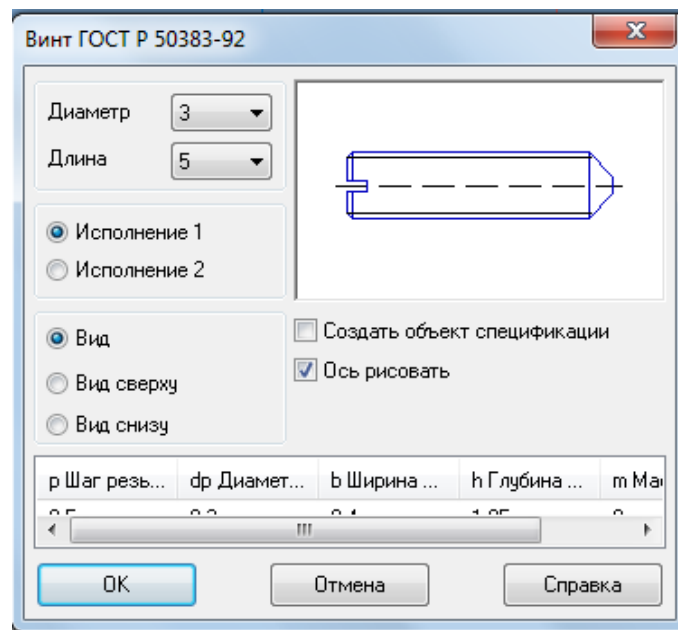 Винт ГОСТ Р 50383-92
Диаметр 3
Длина 5
Исполнение 1
Исполнение 2
Вид
Вид сверху
Вид снизу
Создать объект спецификации
Ось рисовать
p Шаг резь... dp Диамет... b Ширина ... h Глубина ... m
OK Отмена Справка